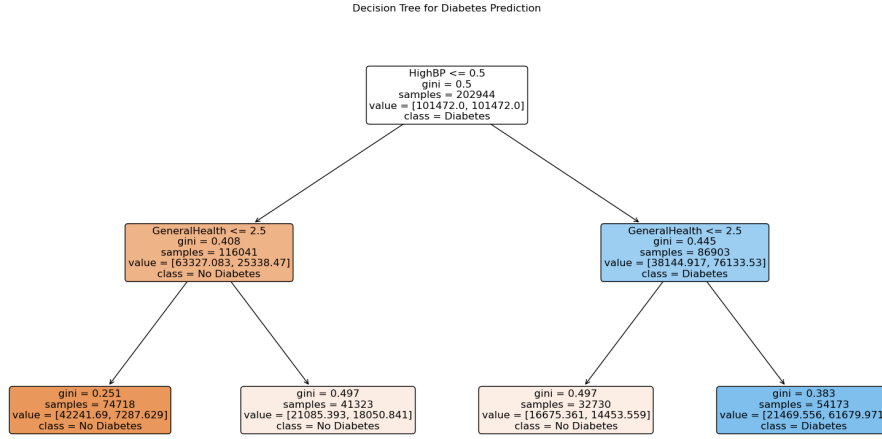 Decision Tree for Diabetes Prediction
HighBP <= 0.5
gini = 0.5
samples = 202944
value = [101472.0, 101472.0]
class = Diabetes
GeneralHealth <= 2.5
gini = 0.408
samples = 116041
value = [63327.083, 25338.47]
class = No Diabetes
GeneralHealth <= 2.5
gini = 0.445
samples = 86903
value = [38144.917, 76133.53]
class = Diabetes
gini = 0.251
samples = 74718
value = [42241.69, 7287.629]
class = No Diabetes
gini = 0.497
samples = 41323
value = [21085.393, 18050.841]
class = No Diabetes
gini = 0.497
samples = 32730
value = [16675.361, 14453.559]
class = No Diabetes
gini = 0.383
samples = 54173
value = [21469.556, 61679.971]
class = Diabetes